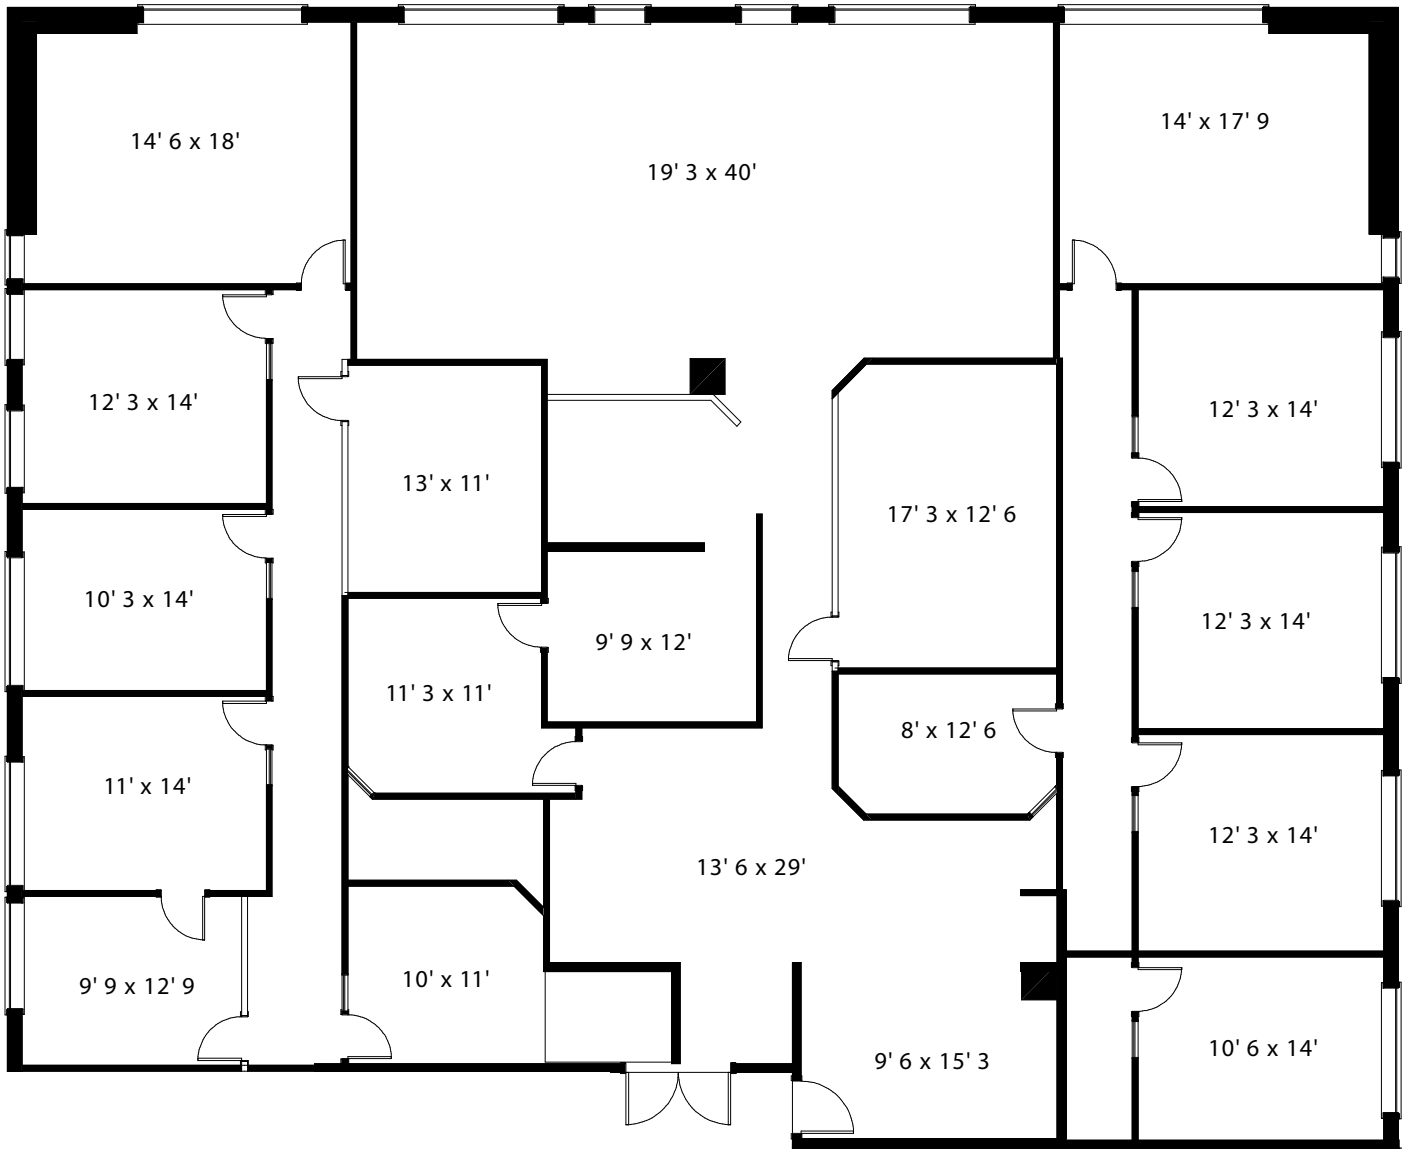 14' 6 x 18'
19' 3 x 40'
14' x 17' 9
12' 3 x 14'
13' x 11'
17' 3 x 12' 6
12' 3 x 14'
10' 3 x 14'
9' 9 x 12'
12' 3 x 14'
11' 3 x 11'
8' x 12' 6
11' x 14'
13' 6 x 29'
12' 3 x 14'
9' 9 x 12' 9
10' x 11'
9' 6 x 15' 3
10' 6 x 14'